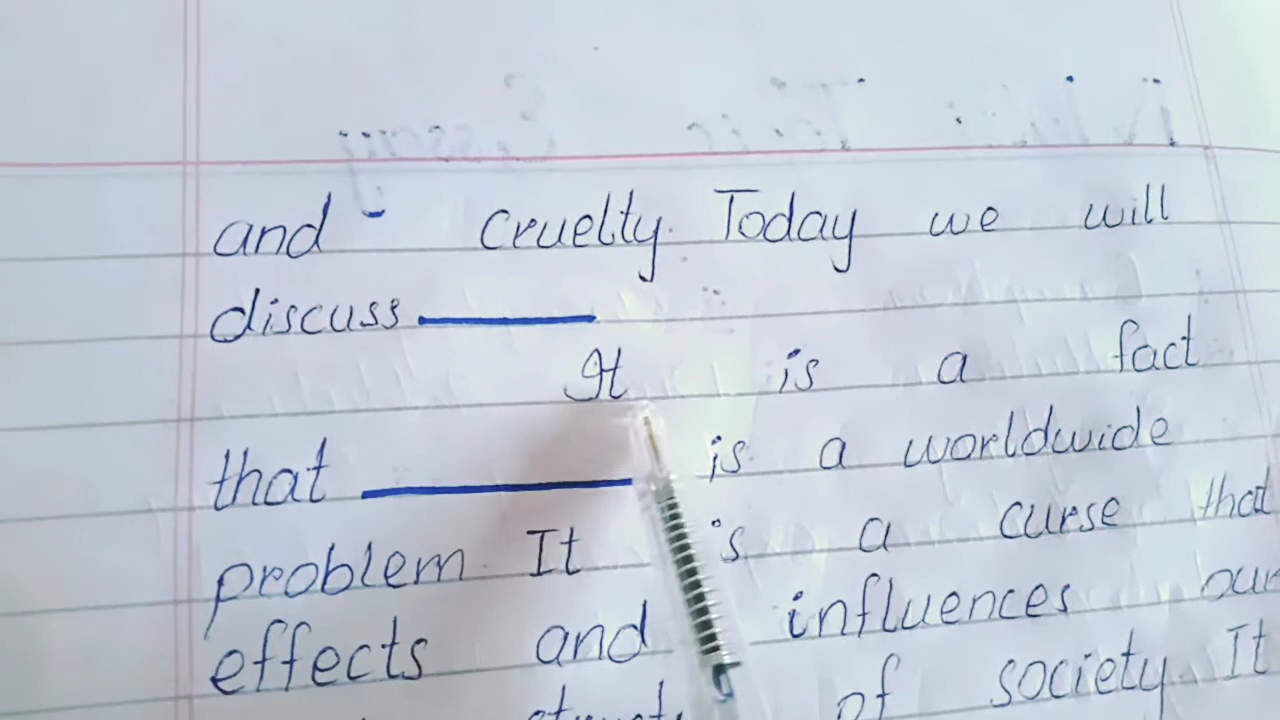 and cruelty. Today we will
discuss ______
It is a fact
that ______ is a worldwide
problem. It is a curse that
effects and influences our
of society. It